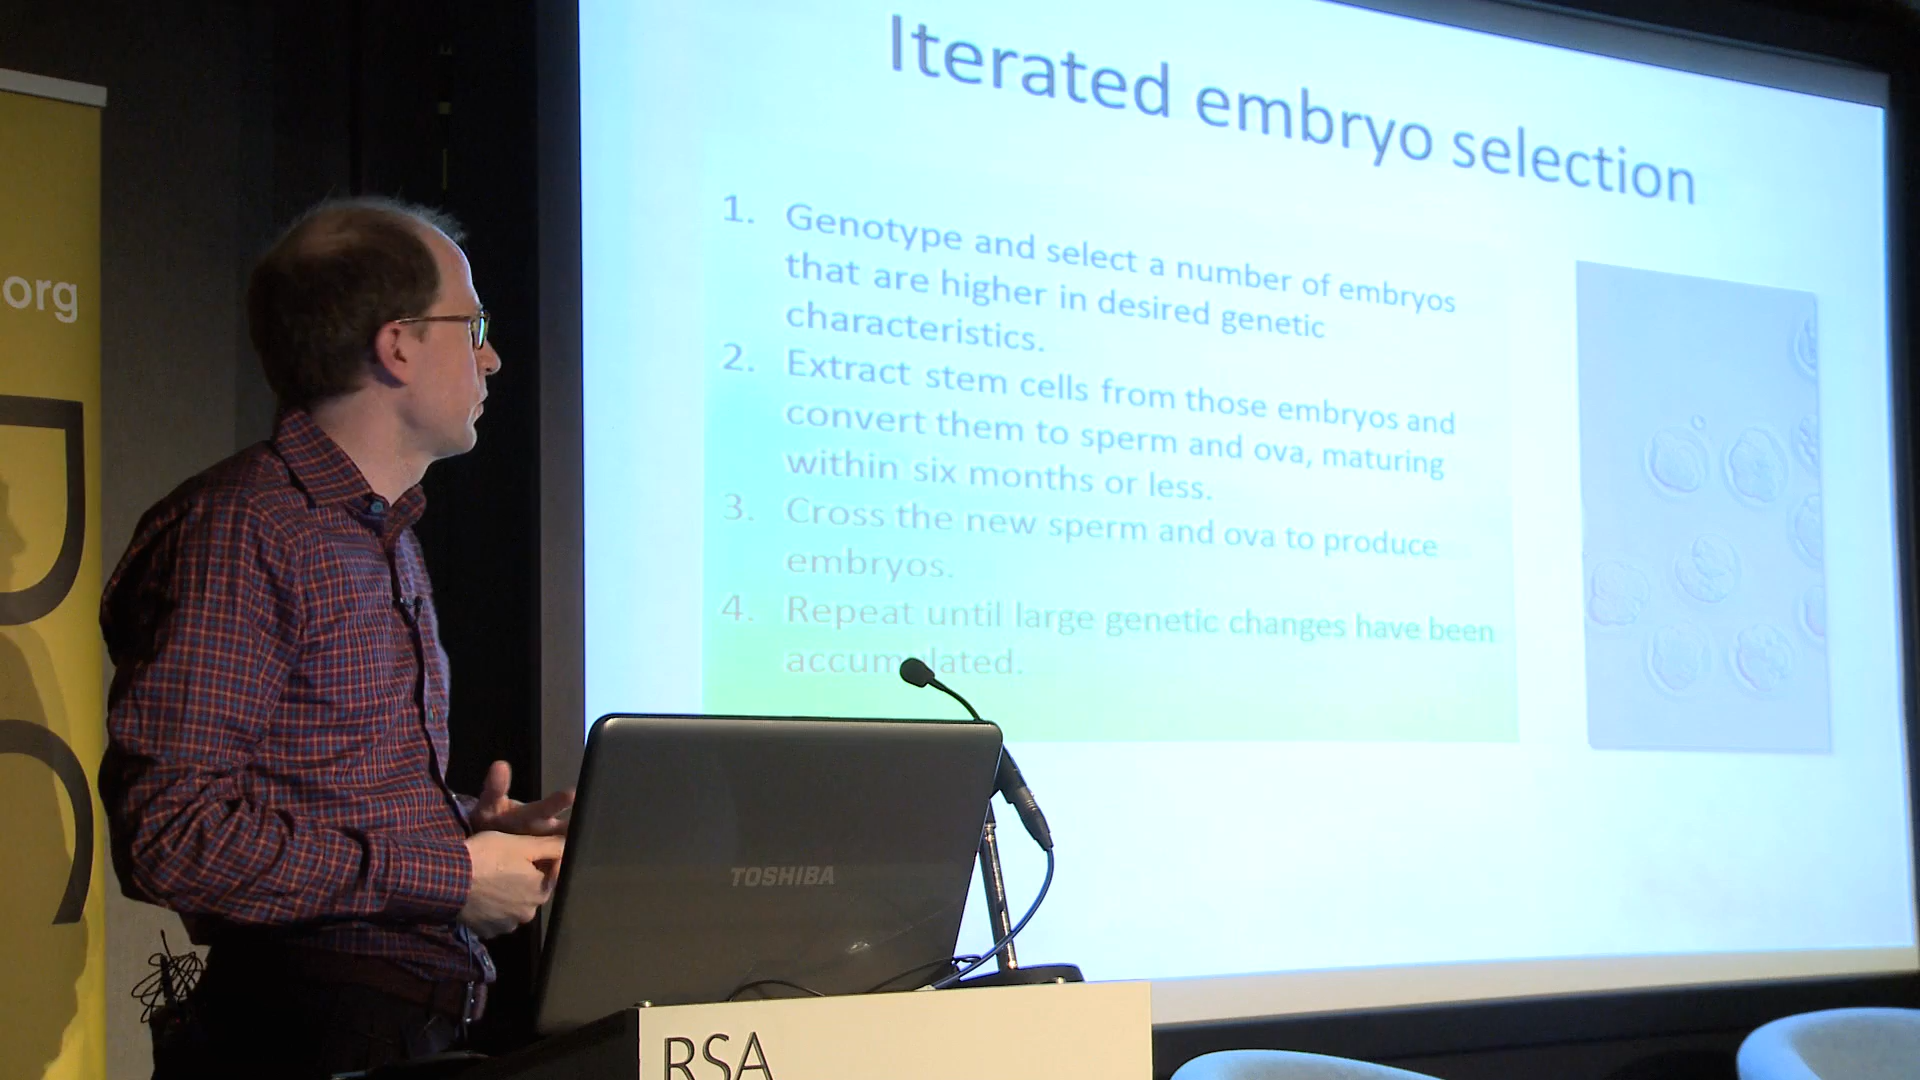 Iterated embryo selection
1. Genotype and select a number of embryos
that are higher in desired genetic
characteristics.
2. Extract stem cells from those embryos and
convert them to sperm and ova, maturing
within six months or less.
3. Cross the new sperm and ova to produce
embryos.
4. Repeat until large genetic changes have been
org
TOSHIBA
RSA